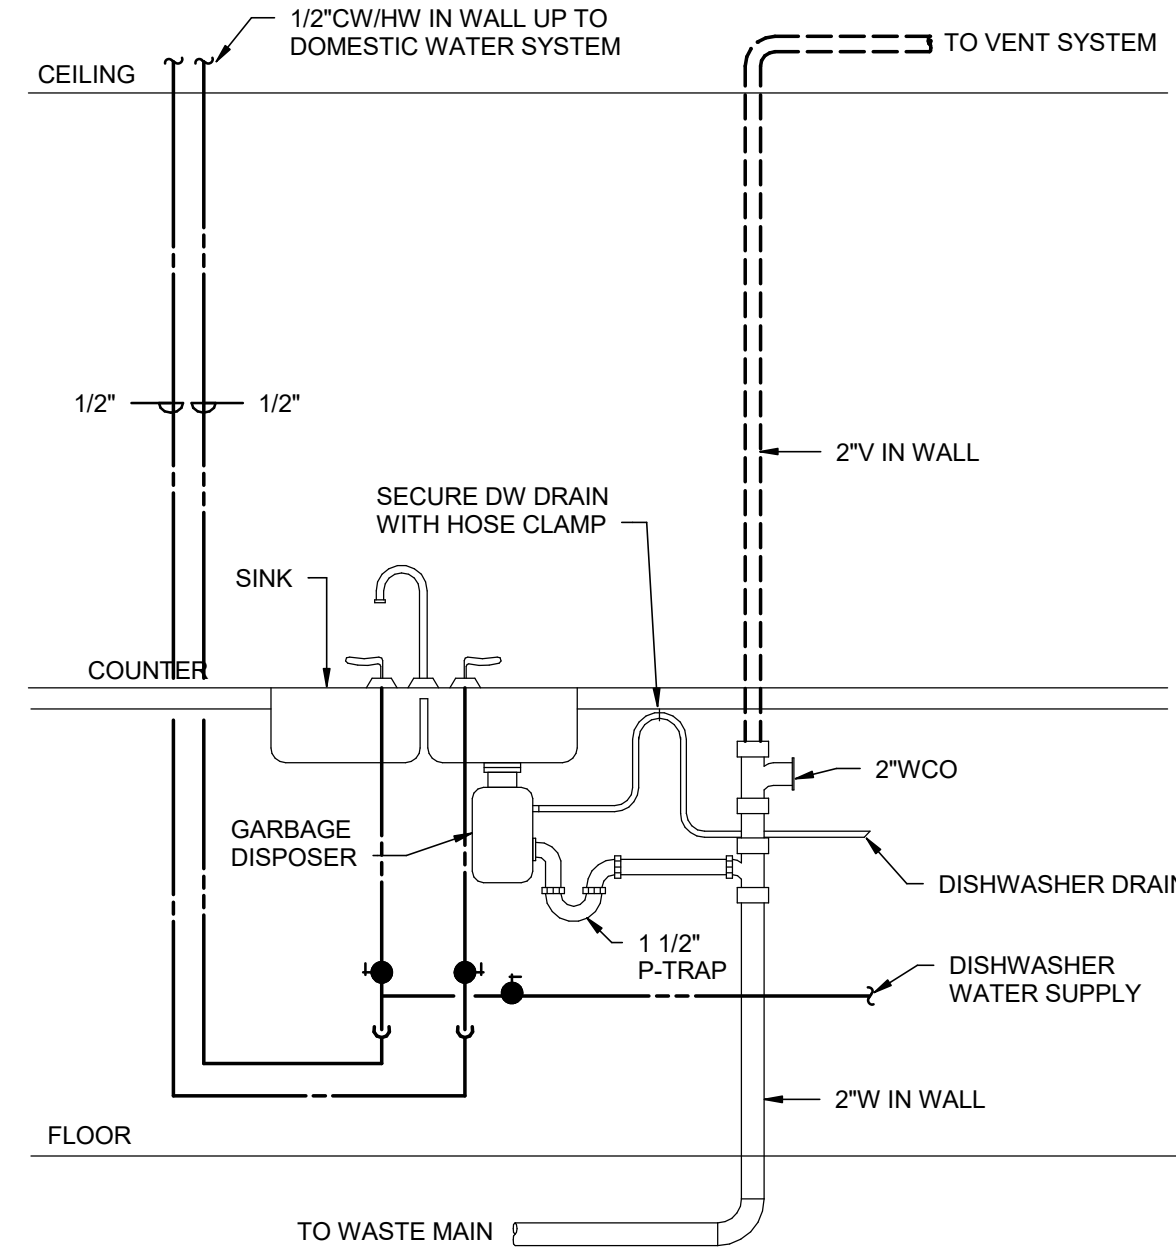 1/2"CW/HW IN WALL UP TO
DOMESTIC WATER SYSTEM
TO VENT SYSTEM
CEILING
1/2"
1/2"
2"V IN WALL
SECURE DW DRAIN
WITH HOSE CLAMP
SINK
COUNTER
2"WCO
GARBAGE
DISPOSER
DISHWASHER DRAIN
1 1/2"
P-TRAP
DISHWASHER
WATER SUPPLY
2"W IN WALL
FLOOR
TO WASTE MAIN